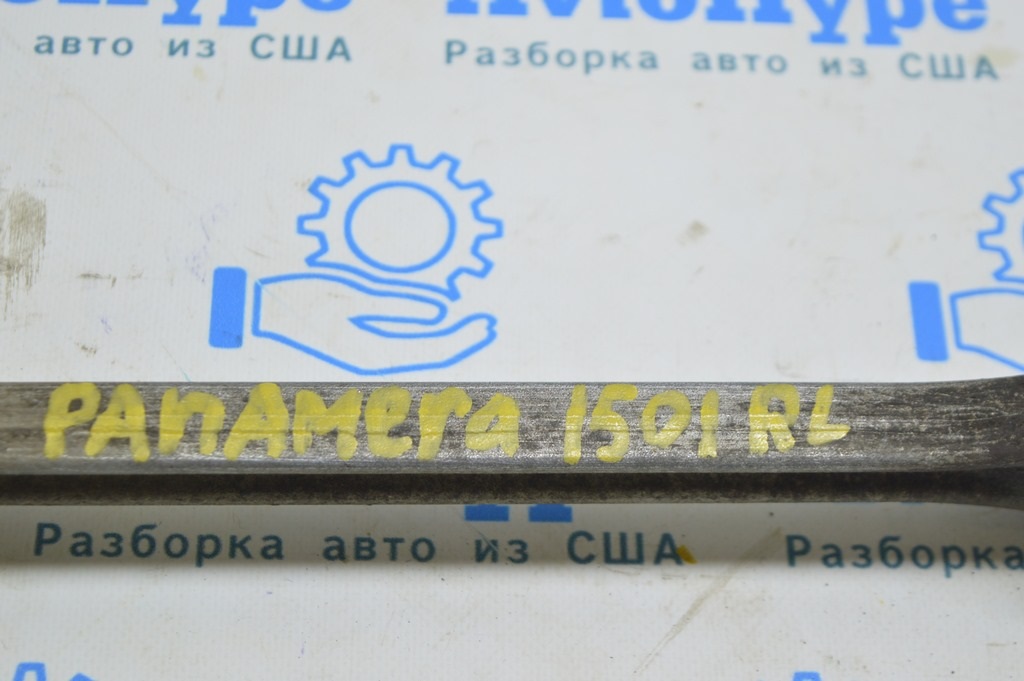 авто из США
Разборка авто из США
PAnAMera 1501 RL
Разборка авто из США
Разборка